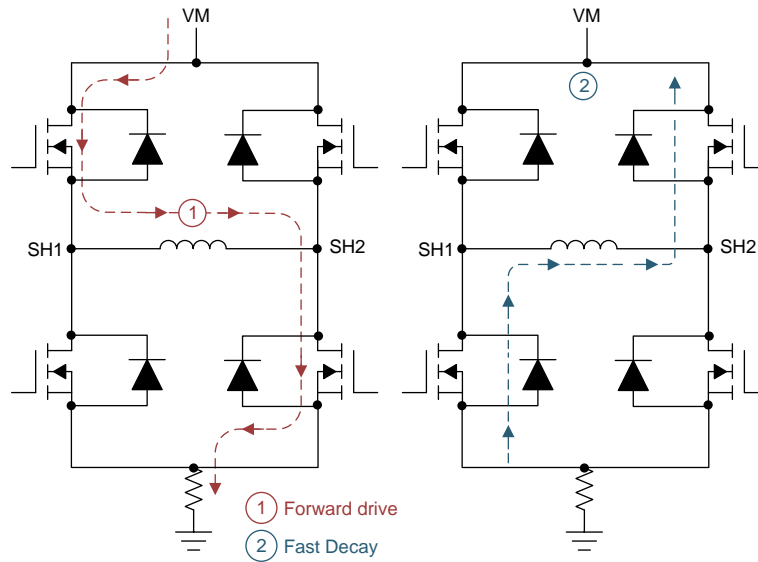 VM
VM
2
1
SH1
SH2
SH1
SH2
1 Forward drive
2 Fast Decay